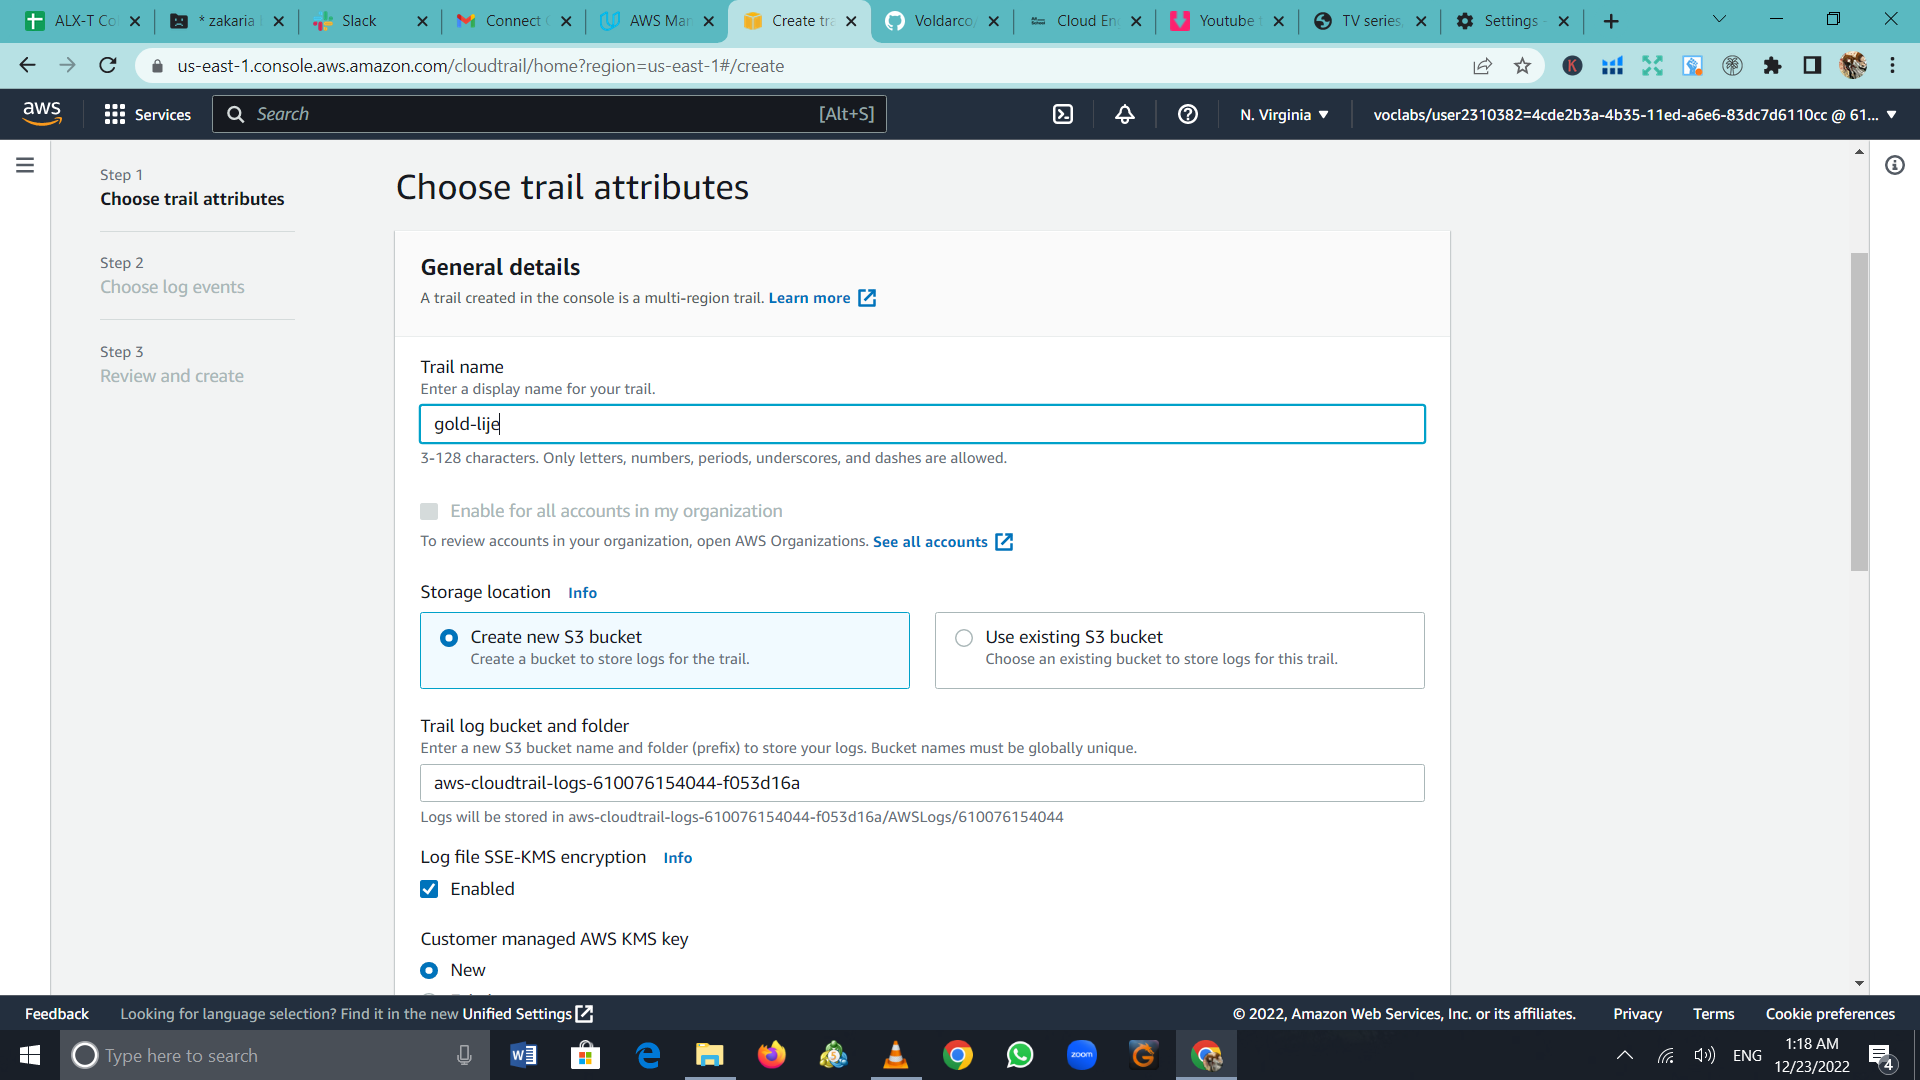 ALX-T Co
* zakaria
Slack
Connect
AWS Mar
Create tra
Voldarco
Cloud En
Youtube
TV series,
Settings
us-east-1.console.aws.amazon.com/cloudtrail/home?region=us-east-1#/create
aws
Services
Search
[Alt+S]
N. Virginia
voclabs/user2310382=4cde2b3a-4b35-11ed-a6e6-83dc7d6110cc @ 61...
Step 1
Choose trail attributes
Step 2
Choose log events
Step 3
Review and create
Choose trail attributes
General details
A trail created in the console is a multi-region trail. Learn more
Trail name
Enter a display name for your trail.
gold-lije
3-128 characters. Only letters, numbers, periods, underscores, and dashes are allowed.
Enable for all accounts in my organization
To review accounts in your organization, open AWS Organizations. See all accounts
Storage location Info
Create new S3 bucket
Create a bucket to store logs for the trail.
Use existing S3 bucket
Choose an existing bucket to store logs for this trail.
Trail log bucket and folder
Enter a new S3 bucket name and folder (prefix) to store your logs. Bucket names must be globally unique.
aws-cloudtrail-logs-610076154044-f053d16a
Logs will be stored in aws-cloudtrail-logs-610076154044-f053d16a/AWSLogs/610076154044
Log file SSE-KMS encryption Info
Enabled
Customer managed AWS KMS key
New
Feedback
Looking for language selection? Find it in the new Unified Settings
© 2022, Amazon Web Services, Inc. or its affiliates.
Privacy
Terms
Cookie preferences
Type here to search
zoom
ENG
1:18 AM
12/23/2022
4